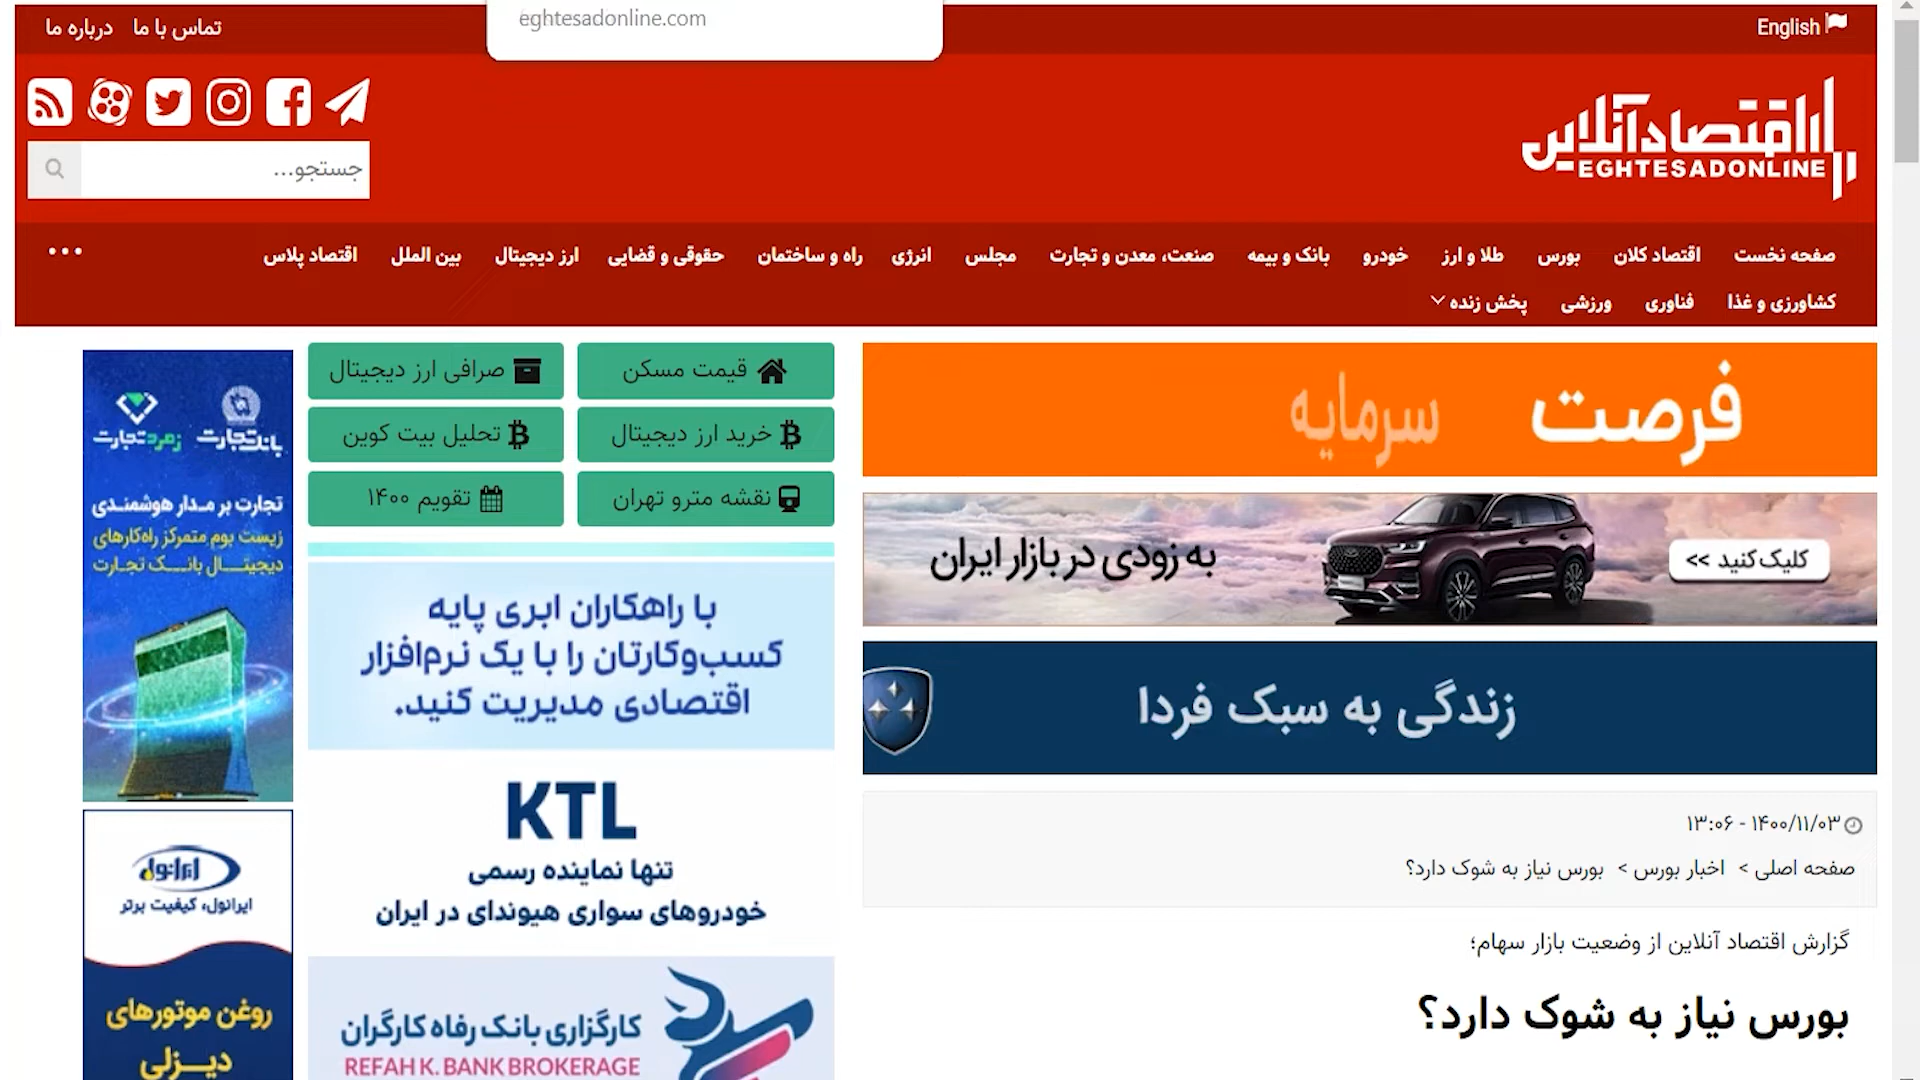 eghtesadonline.com
English
تماس با ما
درباره ما
اقتصادآنلاین
EGHTESADONLINE
جستجو...
صفحه نخست
اقتصاد کلان
بورس
طلا و ارز
خودرو
بانک و بیمه
صنعت، معدن و تجارت
مجلس
انرژی
راه و ساختمان
حقوقی و قضایی
ارز دیجیتال
بین الملل
اقتصاد پلاس
کشاورزی و غذا
فناوری
ورزشی
پخش زنده
فرصت سرمایه
به زودی در بازار ایران
کلیک کنید >>
زندگی به سبک فردا
۱۴۰۰/۱۱/۰۳ - ۱۳:۰۶
صفحه اصلی > اخبار بورس > بورس نیاز به شوک دارد؟
گزارش اقتصاد آنلاین از وضعیت بازار سهام؛
بورس نیاز به شوک دارد؟
قیمت مسکن
صرافی ارز دیجیتال
خرید ارز دیجیتال
تحلیل بیت کوین
نقشه مترو تهران
تقویم ۱۴۰۰
با راهکاران ابری پایه
کسب‌وکارتان را با یک نرم‌افزار
اقتصادی مدیریت کنید.
KTL
تنها نماینده رسمی
خودروهای سواری هیوندای در ایران
کارگزاری بانک رفاه کارگران
REFAH K. BANK BROKERAGE
بانک تجارت
زمرد تجارت
تجارت بر مدار هوشمندی
زیست بوم متمرکز راه‌کارهای
دیجیتال بانک تجارت
ایرانول
ایرانول، کیفیت برتر
روغن موتورهای
دیزلی